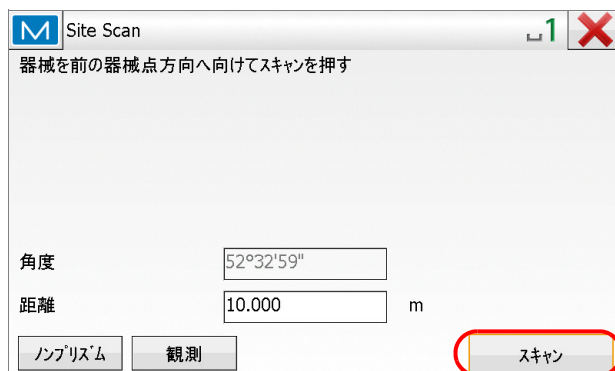 Site Scan
1
器械を前の器械点方向へ向けてスキャンを押す
角度 52°32'59"
距離 10.000 m
ノンプリズム 観測 スキャン